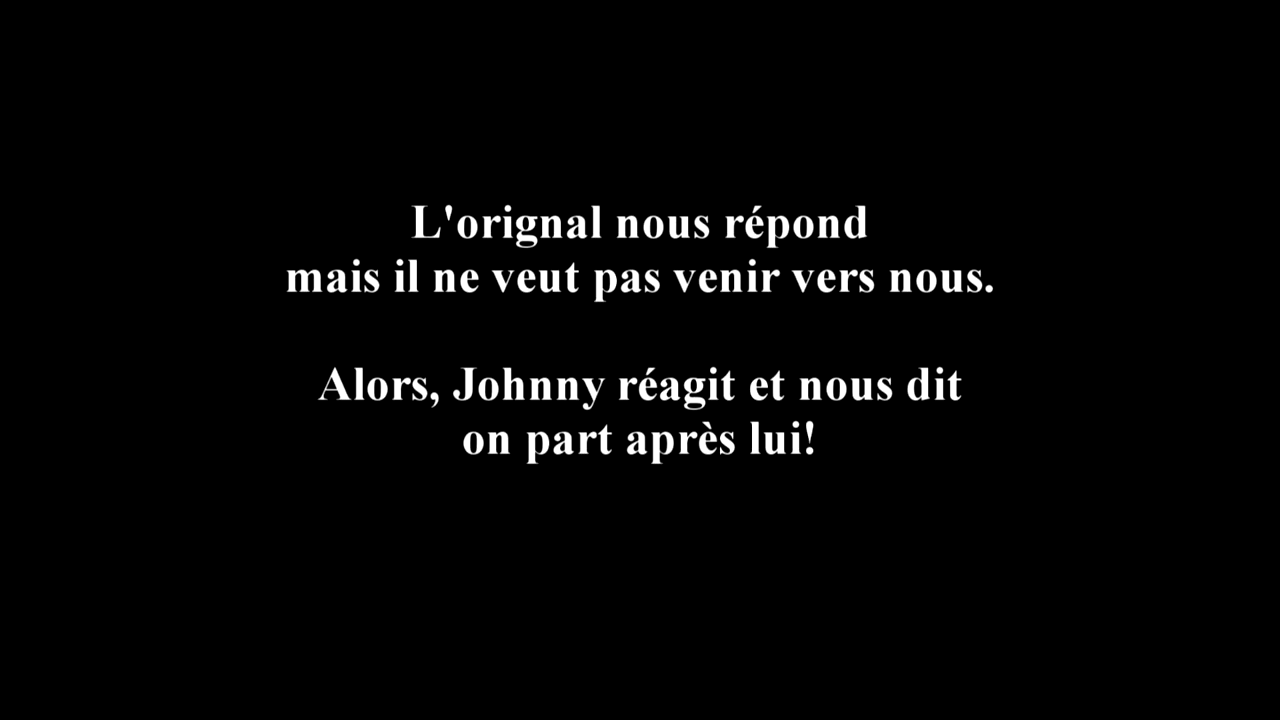 L'orignal nous répond
mais il ne veut pas venir vers nous.
Alors, Johnny réagit et nous dit
on part après lui!